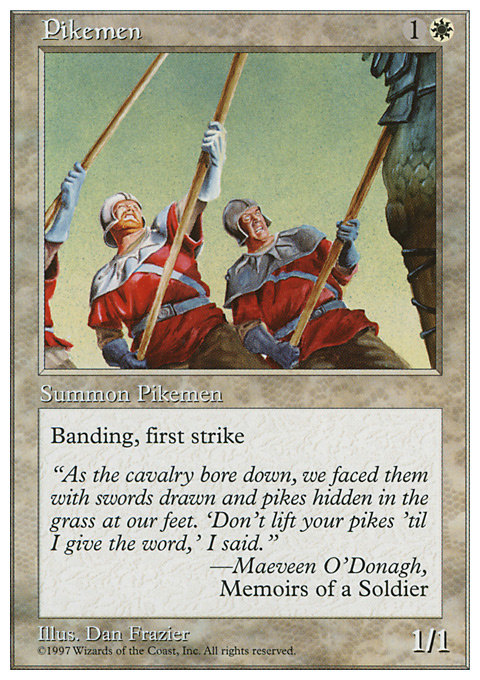 Pikemen 1
Summon Pikemen
Banding, first strike
“As the cavalry bore down, we faced them
with swords drawn and pikes hidden in the
grass at our feet. ‘Don’t lift your pikes ’til
I give the word,’ I said.”
—Maeveen O’Donagh,
Memoirs of a Soldier
Illus. Dan Frazier
1/1
©1997 Wizards of the Coast, Inc. All rights reserved.